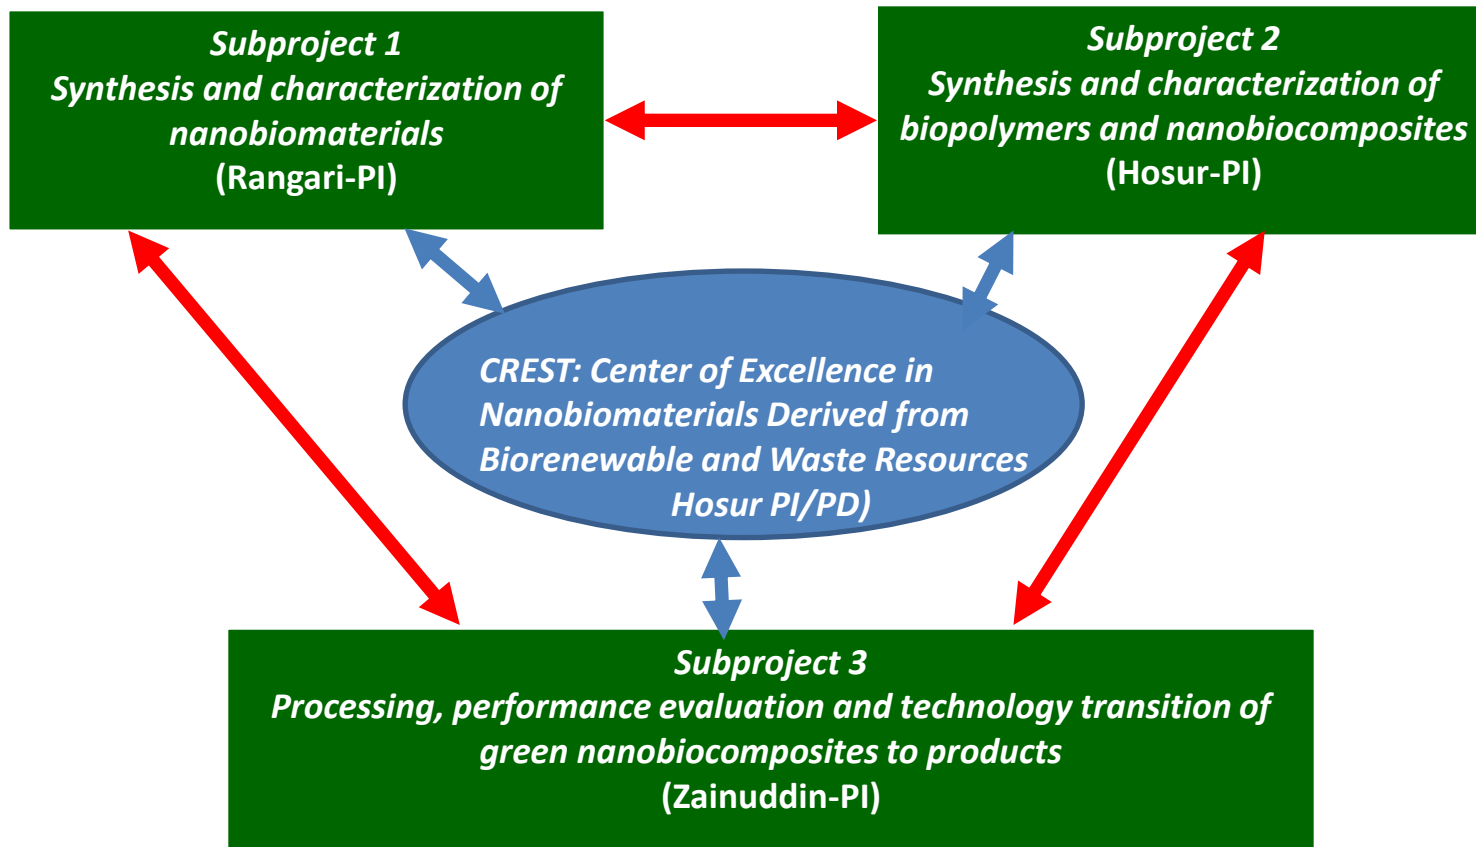 Subproject 1
Synthesis and characterization of
nanobiomaterials
(Rangari-PI)
Subproject 2
Synthesis and characterization of
biopolymers and nanobiocomposites
(Hosur-PI)
CREST: Center of Excellence in
Nanobiomaterials Derived from
Biorenewable and Waste Resources
Hosur PI/PD)
Subproject 3
Processing, performance evaluation and technology transition of
green nanobiocomposites to products
(Zainuddin-PI)